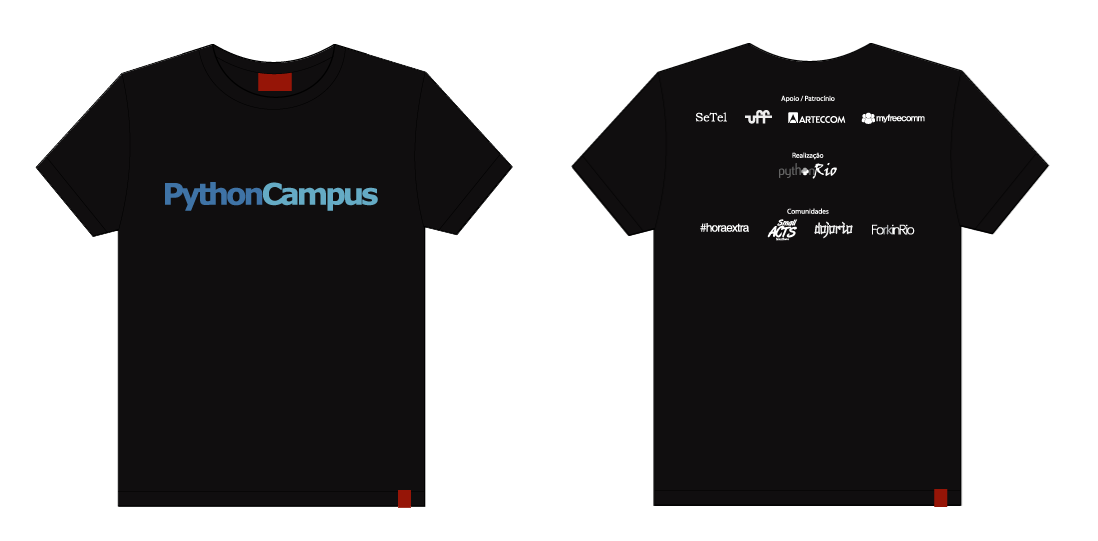 PythonCampus
Apoio / Patrocínio
SeTel uff ARTECCOM myfreecomm
Realização
pythonRio
Comunidades
#horaextra Small ACTS dojorio ForkinRio